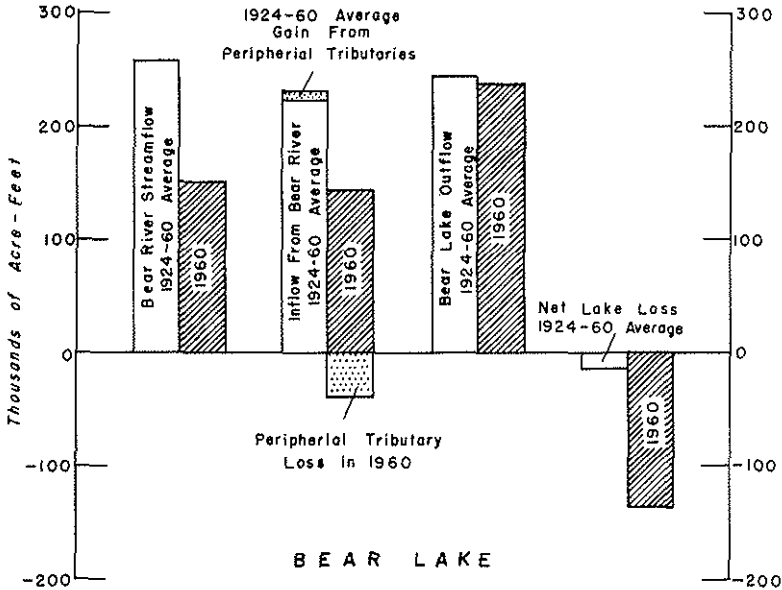 1924-60 Average
Gain From
Peripherial Tributaries
300
200
100
0
-100
-200
Thousands of Acre-Feet
300
200
100
0
-100
-200
Bear River Streamflow
1924-60 Average
1960
Inflow From Bear River
1924-60 Average
1960
Bear Lake Outflow
1924-60 Average
1960
Net Lake Loss
1924-60 Average
1960
Peripherial Tributary
Loss in 1960
BEAR LAKE